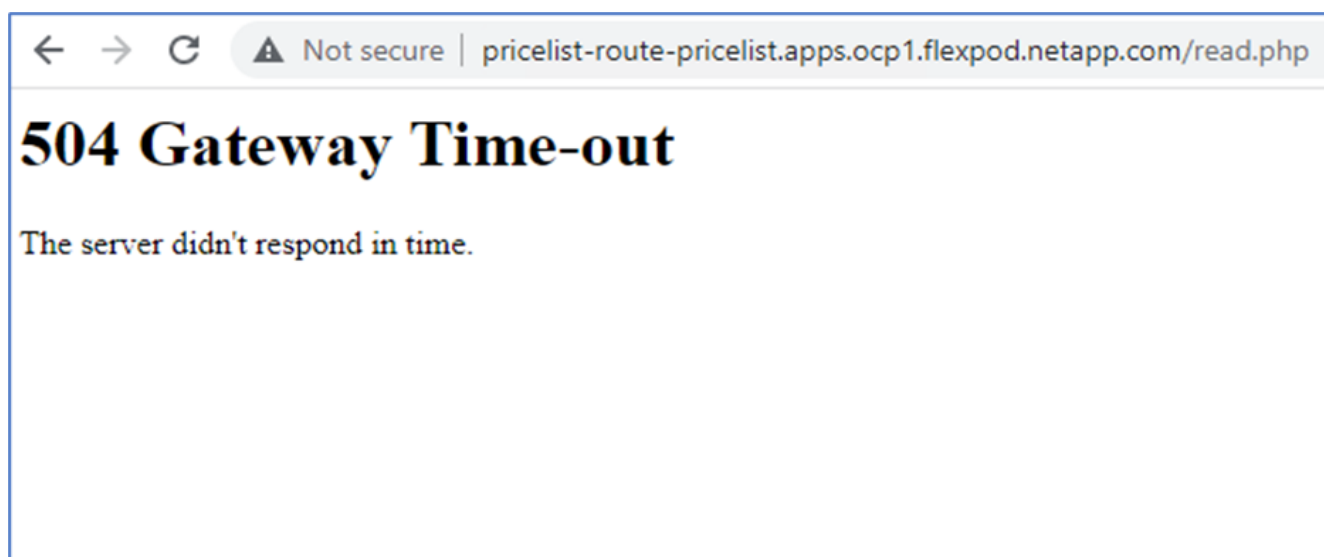 Not secure | pricelist-route-pricelist.apps.ocp1.flexpod.netapp.com/read.php
504 Gateway Time-out
The server didn't respond in time.